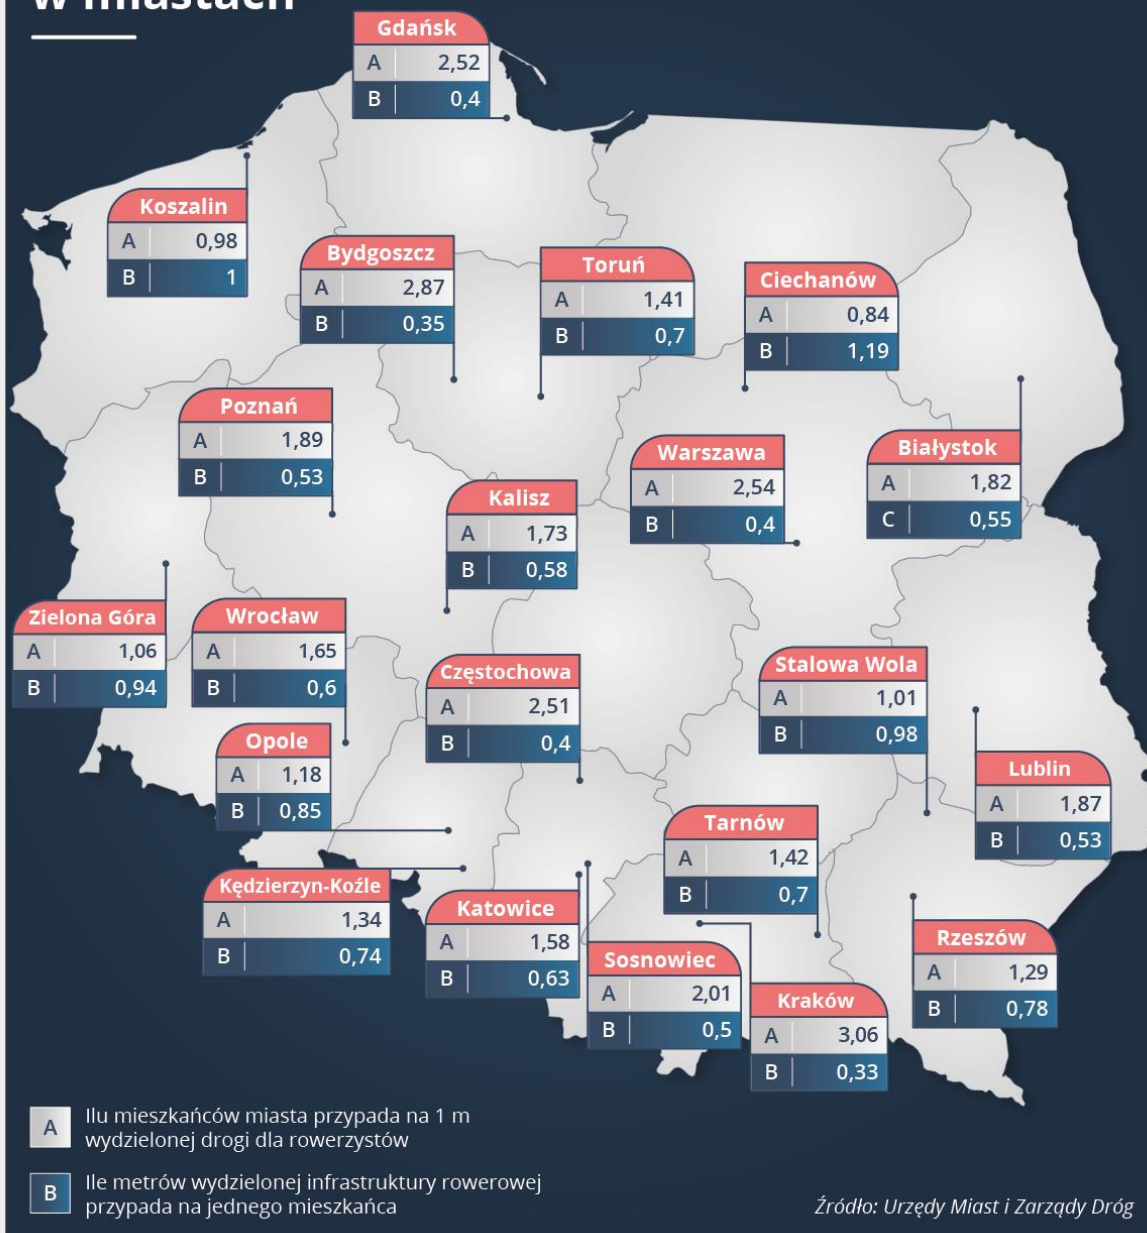 w miastach
Gdańsk
A 2,52
B 0,4
Koszalin
A 0,98
B 1
Bydgoszcz
A 2,87
B 0,35
Toruń
A 1,41
B 0,7
Ciechanów
A 0,84
B 1,19
Poznań
A 1,89
B 0,53
Kalisz
A 1,73
B 0,58
Warszawa
A 2,54
B 0,4
Białystok
A 1,82
C 0,55
Zielona Góra
A 1,06
B 0,94
Wrocław
A 1,65
B 0,6
Częstochowa
A 2,51
B 0,4
Stalowa Wola
A 1,01
B 0,98
Opole
A 1,18
B 0,85
Lublin
A 1,87
B 0,53
Tarnów
A 1,42
B 0,7
Kędzierzyn-Koźle
A 1,34
B 0,74
Katowice
A 1,58
B 0,63
Sosnowiec
A 2,01
B 0,5
Kraków
A 3,06
B 0,33
Rzeszów
A 1,29
B 0,78
A Ilu mieszkańców miasta przypada na 1 m
wydzielonej drogi dla rowerzystów
B Ile metrów wydzielonej infrastruktury rowerowej
przypada na jednego mieszkańca
Źródło: Urzędy Miast i Zarządy Dróg